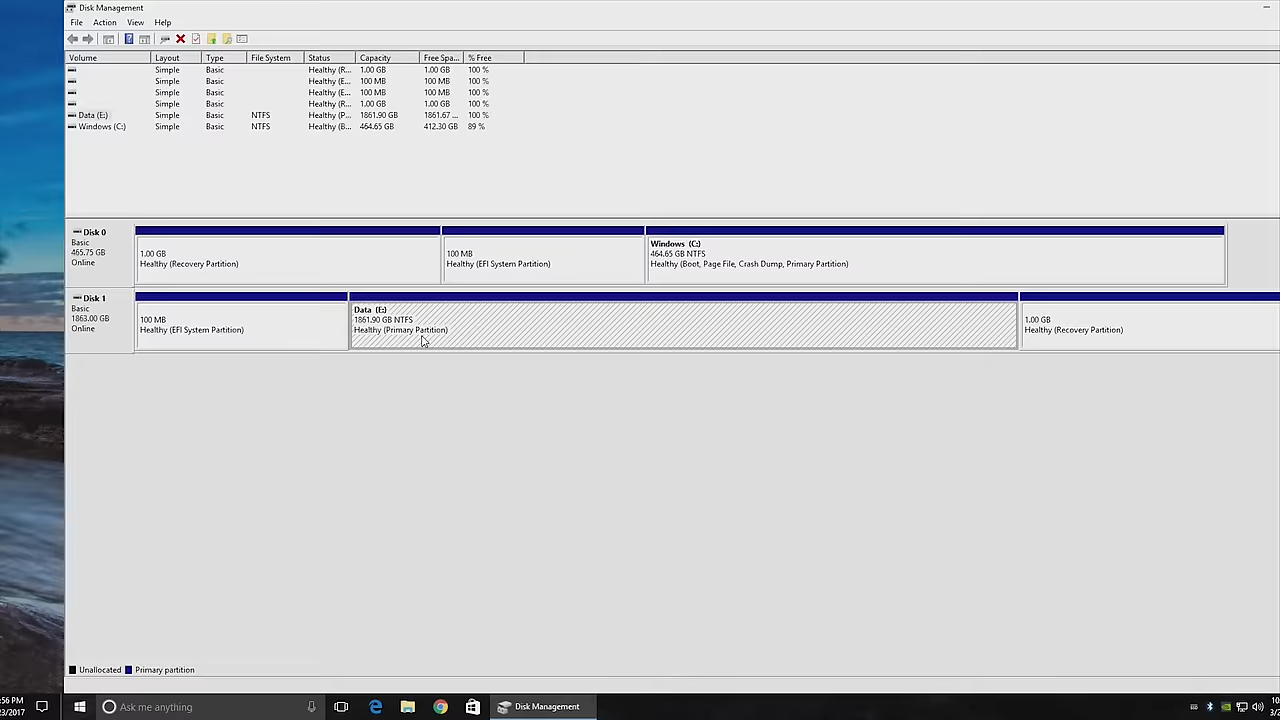 Disk Management
File Action View Help
Volume Layout Type File System Status Capacity Free Spa... % Free
Simple Basic Healthy (R... 1.00 GB 1.00 GB 100 %
Simple Basic Healthy (E... 100 MB 100 MB 100 %
Simple Basic Healthy (E... 100 MB 100 MB 100 %
Simple Basic Healthy (R... 1.00 GB 1.00 GB 100 %
Data (E:) Simple Basic NTFS Healthy (P... 1861.90 GB 1861.67 ... 100 %
Windows (C:) Simple Basic NTFS Healthy (B... 464.65 GB 412.30 GB 89 %
Disk 0
Basic
465.75 GB
Online
1.00 GB
Healthy (Recovery Partition)
100 MB
Healthy (EFI System Partition)
Windows (C:)
464.65 GB NTFS
Healthy (Boot, Page File, Crash Dump, Primary Partition)
Disk 1
Basic
1863.00 GB
Online
100 MB
Healthy (EFI System Partition)
Data (E:)
1861.90 GB NTFS
Healthy (Primary Partition)
1.00 GB
Healthy (Recovery Partition)
Unallocated Primary partition
:56 PM
23/2017
Ask me anything
Disk Management
10
3/2